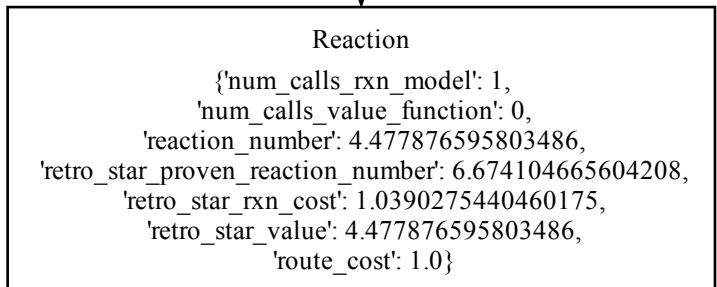 Reaction
{'num_calls_rxn_model': 1,
'num_calls_value_function': 0,
'reaction_number': 4.477876595803486,
'retro_star_proven_reaction_number': 6.674104665604208,
'retro_star_rxn_cost': 1.0390275440460175,
'retro_star_value': 4.477876595803486,
'route_cost': 1.0}